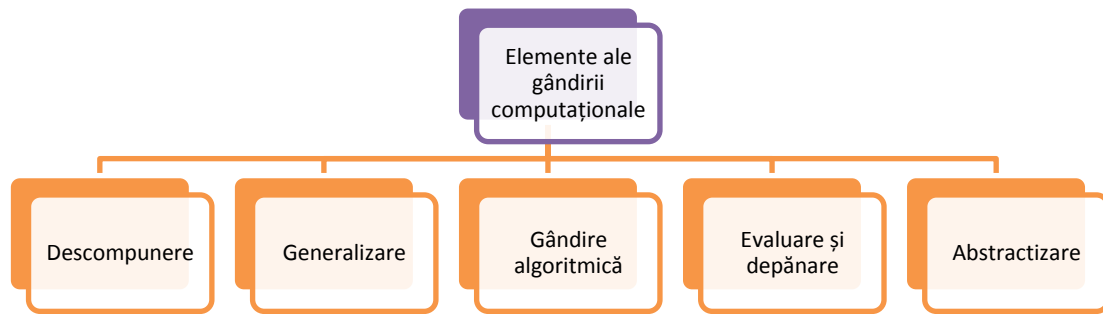 Elemente ale
gândirii
computaționale
Descompunere
Generalizare
Gândire
algoritmică
Evaluare și
depănare
Abstractizare